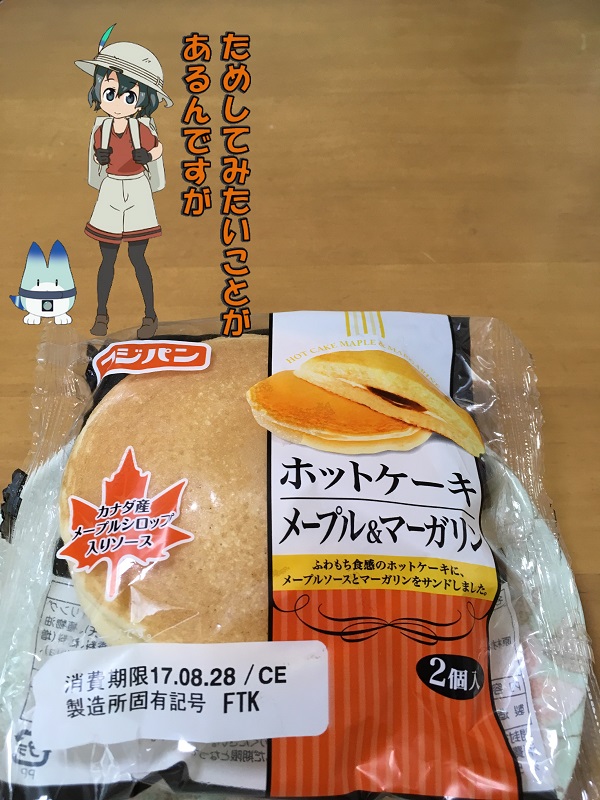 ためしてみたいことが
あるんですが
フジパン
HOT CAKE MAPLE &
ホットケーキ
メープル&マーガリン
カナダ産
メープルシロップ
入りソース
ふわもち食感のホットケーキに、
メープルソースとマーガリンをサンドしました。
2個入
消費期限17.08.28 / CE
製造所固有記号 FTK